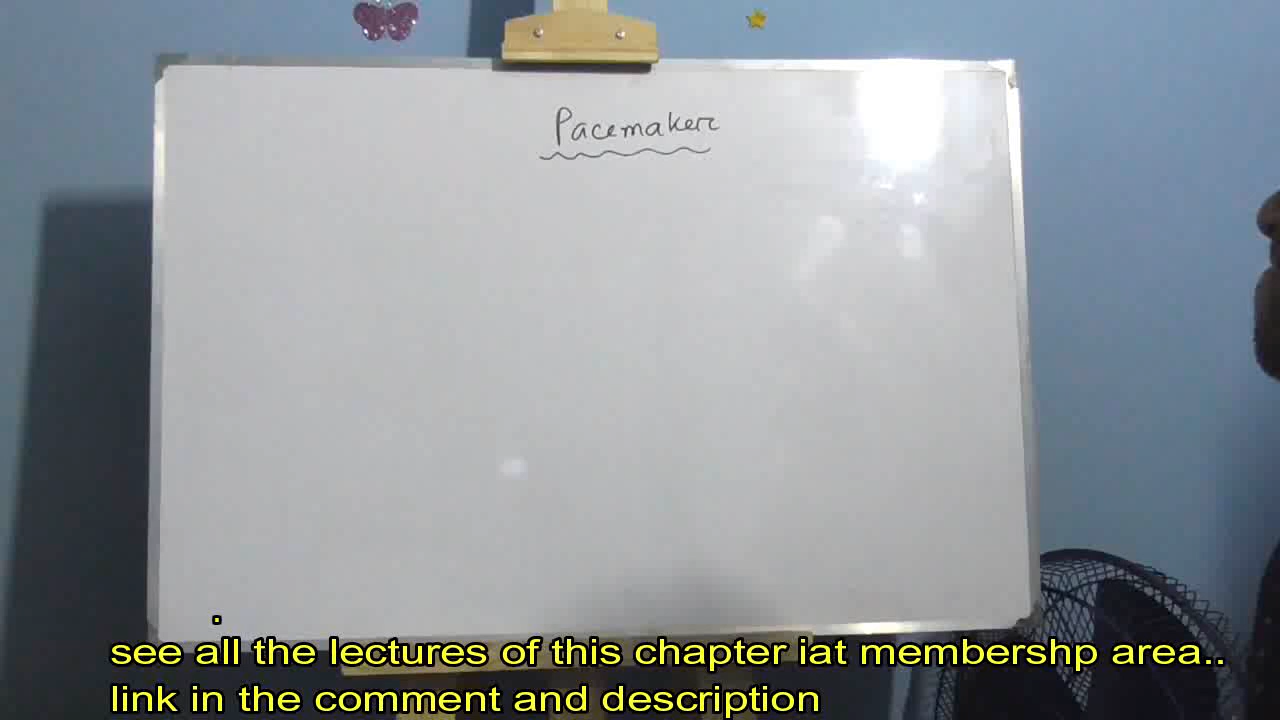 Pacemaker
.
see all the lectures of this chapter iat membershp area..
link in the comment and description